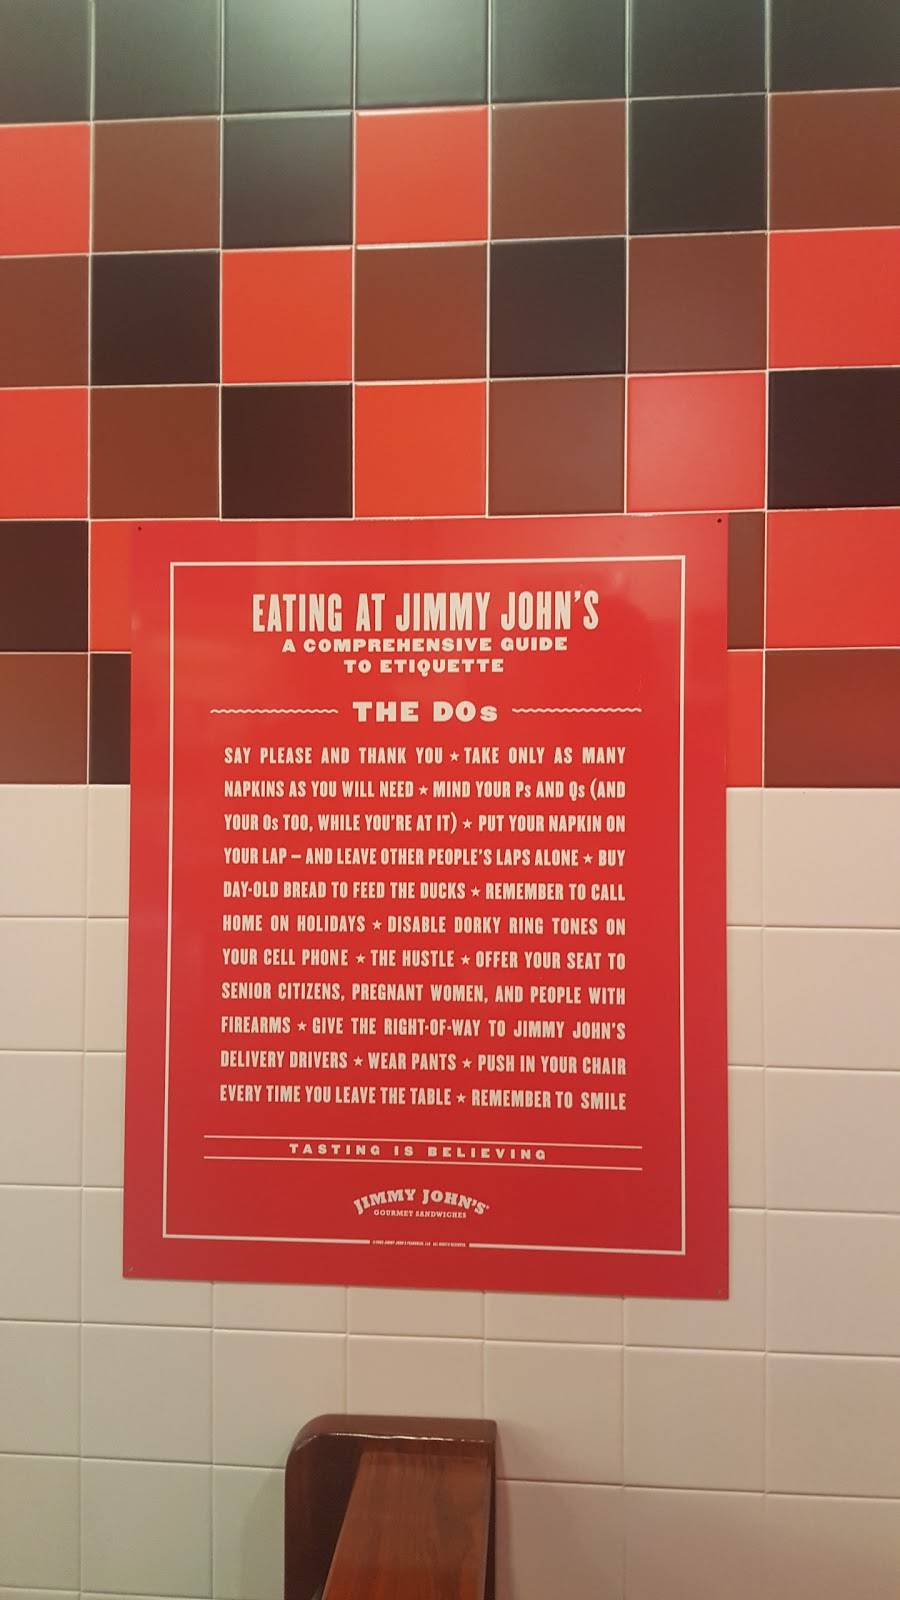 EATING AT JIMMY JOHN'S
A COMPREHENSIVE GUIDE
TO ETIQUETTE
THE DOs
SAY PLEASE AND THANK YOU ★ TAKE ONLY AS MANY
NAPKINS AS YOU WILL NEED ★ MIND YOUR Ps AND Qs (AND
YOUR Os TOO, WHILE YOU'RE AT IT) ★ PUT YOUR NAPKIN ON
YOUR LAP – AND LEAVE OTHER PEOPLE'S LAPS ALONE ★ BUY
DAY-OLD BREAD TO FEED THE DUCKS ★ REMEMBER TO CALL
HOME ON HOLIDAYS ★ DISABLE DORKY RING TONES ON
YOUR CELL PHONE ★ THE HUSTLE ★ OFFER YOUR SEAT TO
SENIOR CITIZENS, PREGNANT WOMEN, AND PEOPLE WITH
FIREARMS ★ GIVE THE RIGHT-OF-WAY TO JIMMY JOHN'S
DELIVERY DRIVERS ★ WEAR PANTS ★ PUSH IN YOUR CHAIR
EVERY TIME YOU LEAVE THE TABLE ★ REMEMBER TO SMILE
TASTING IS BELIEVING
JIMMY JOHN'S
GOURMET SANDWICHES